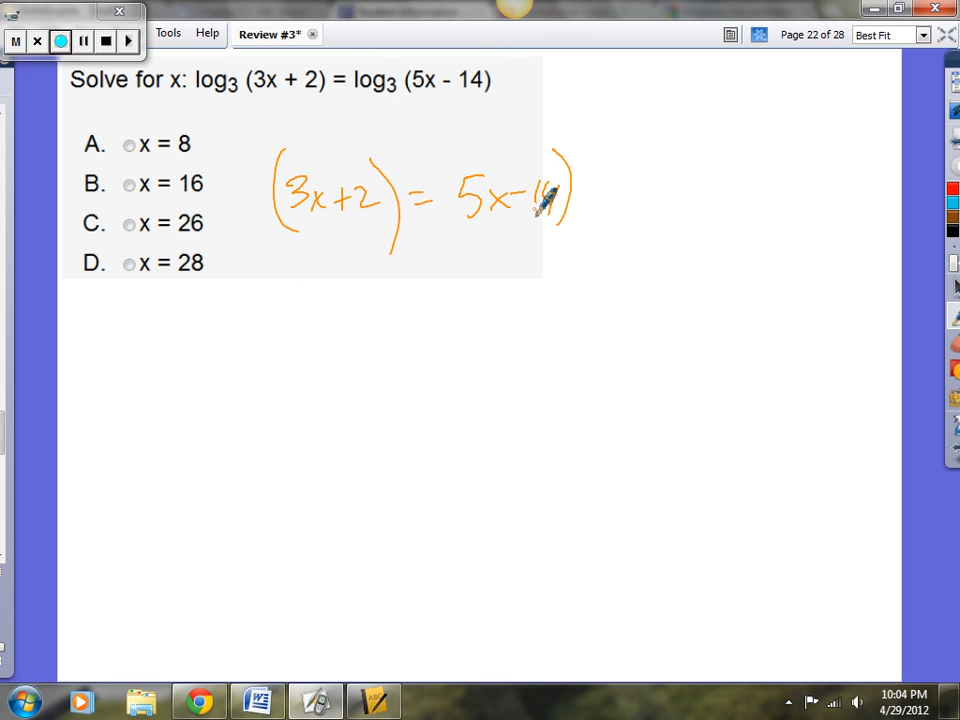 M
Tools Help Review #3* Page 22 of 28 Best Fit
Solve for x: log₃ (3x + 2) = log₃ (5x - 14)
A. x = 8
B. x = 16
C. x = 26
D. x = 28
(3x+2) = 5x-14)
10:04 PM
4/29/2012